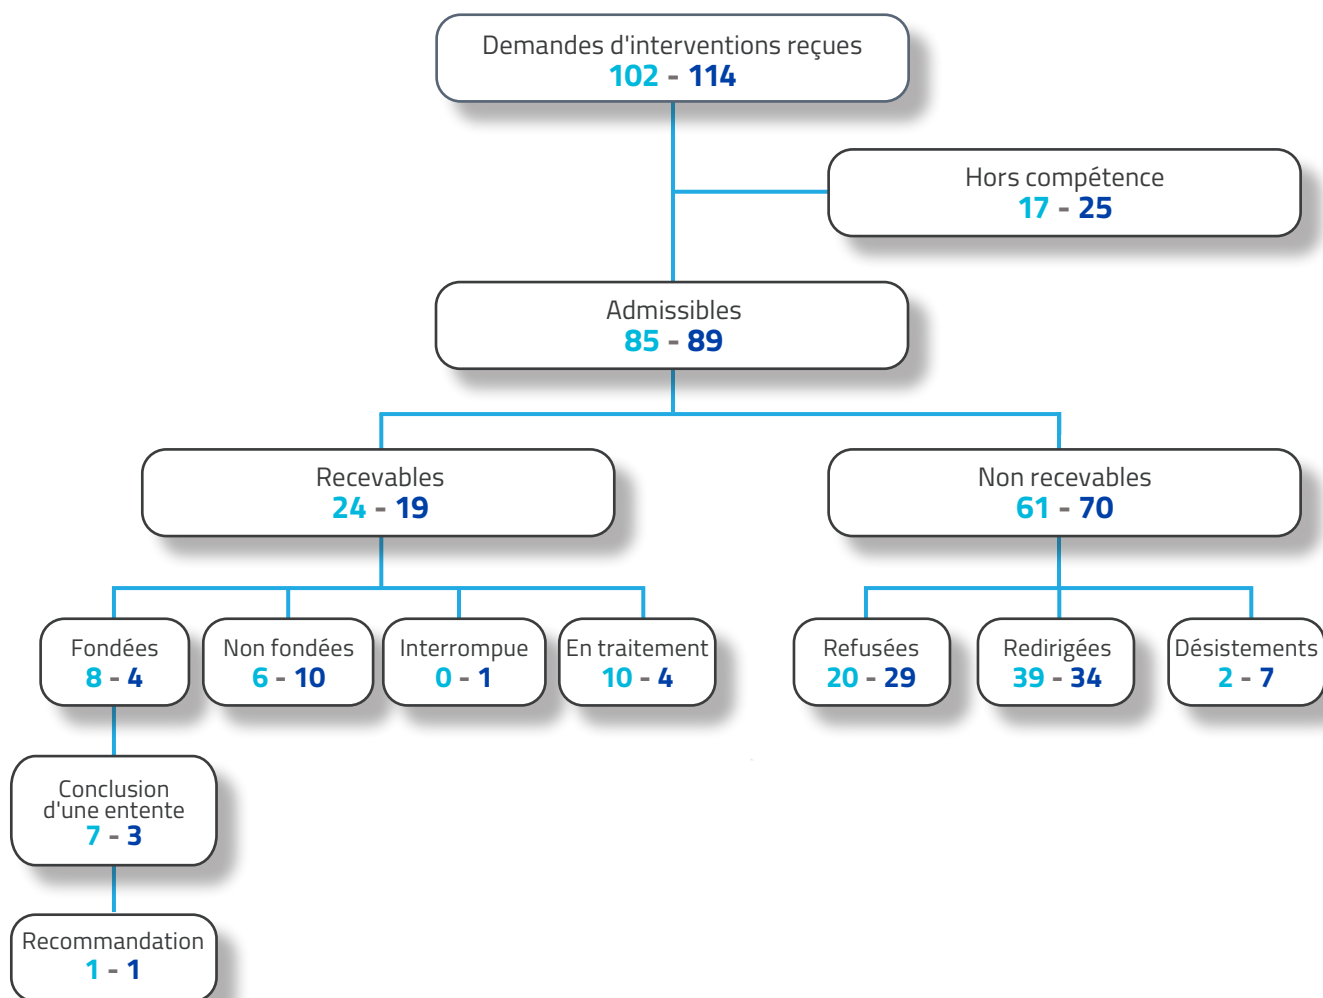 Demandes d'interventions reçues
102 - 114
Hors compétence
17 - 25
Admissibles
85 - 89
Recevables
24 - 19
Non recevables
61 - 70
Fondées
8 - 4
Non fondées
6 - 10
Interrompue
0 - 1
En traitement
10 - 4
Refusées
20 - 29
Redirigées
39 - 34
Désistements
2 - 7
Conclusion
d'une entente
7 - 3
Recommandation
1 - 1